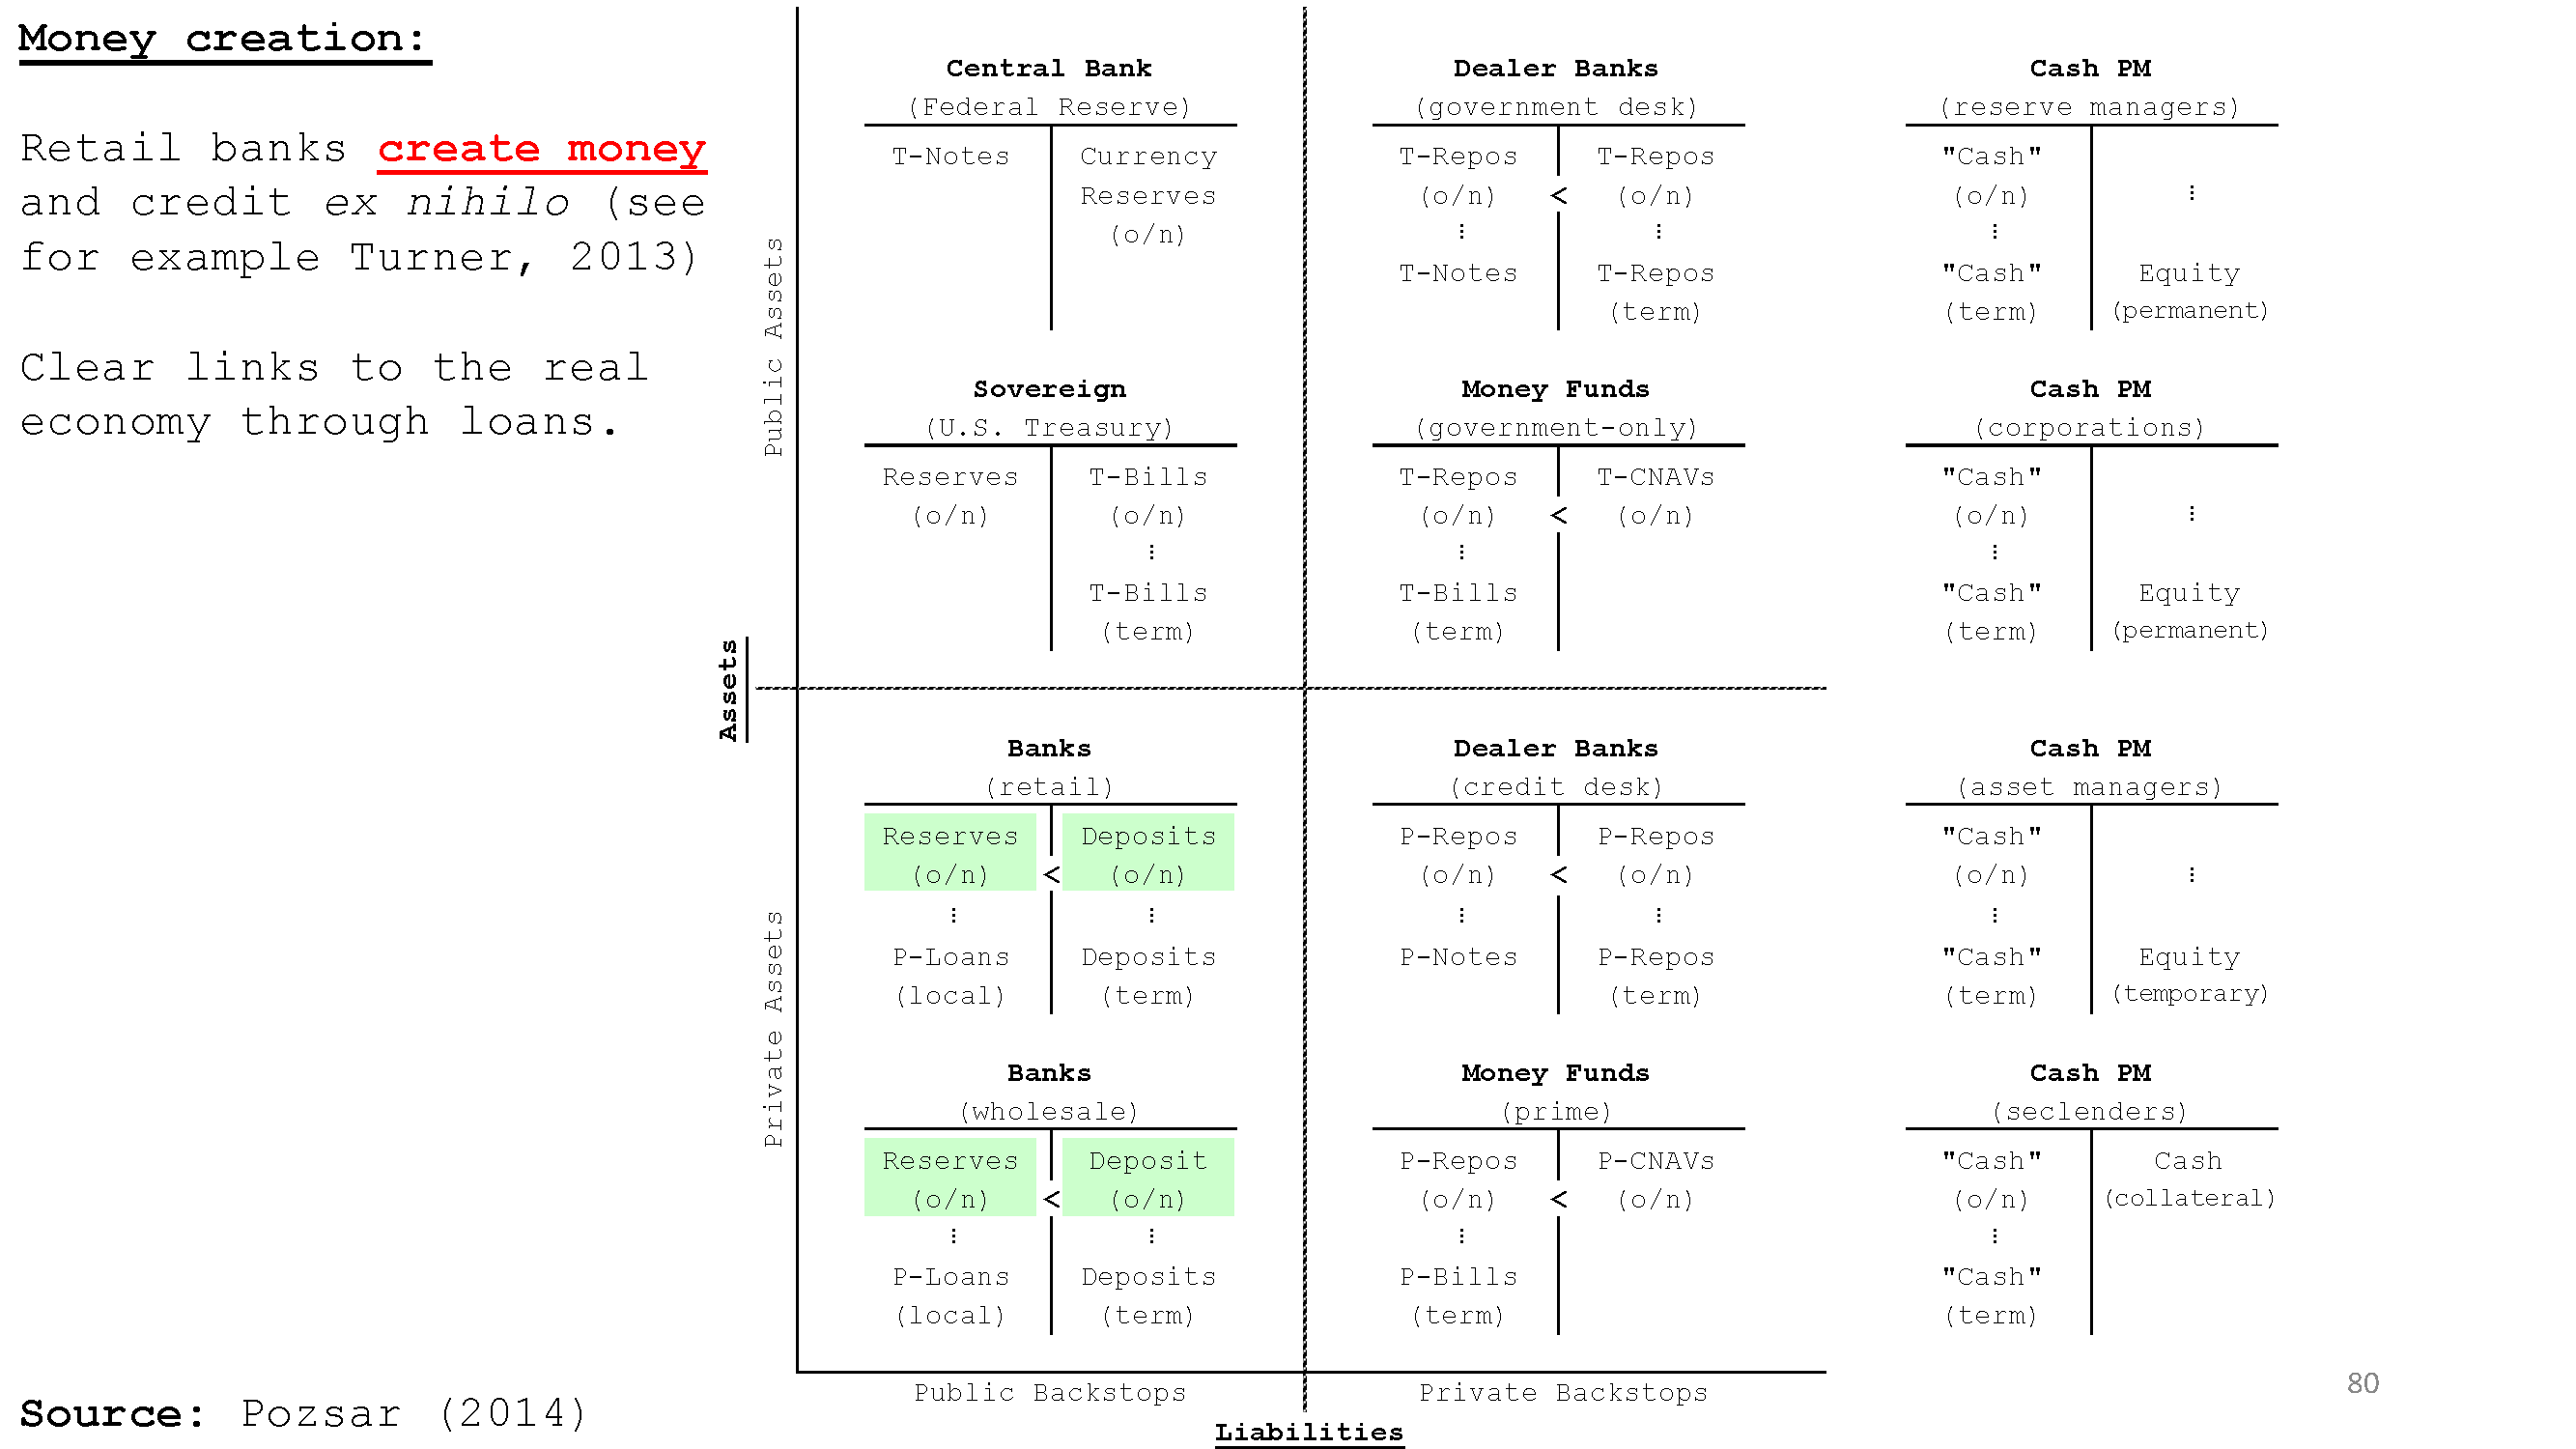 Money creation:
Retail banks create money
and credit ex nihilo (see
for example Turner, 2013)
Clear links to the real
economy through loans.
Source: Pozsar (2014)
Assets
Public Assets
Private Assets
Central Bank
(Federal Reserve)
T-Notes Currency
Reserves
(o/n)
Sovereign
(U.S. Treasury)
Reserves T-Bills
(o/n) (o/n)
⋮
T-Bills
(term)
Banks
(retail)
Reserves Deposits
(o/n) < (o/n)
⋮ ⋮
P-Loans Deposits
(local) (term)
Banks
(wholesale)
Reserves Deposit
(o/n) < (o/n)
⋮ ⋮
P-Loans Deposits
(local) (term)
Public Backstops
Dealer Banks
(government desk)
T-Repos T-Repos
(o/n) < (o/n)
⋮ ⋮
T-Notes T-Repos
(term)
Money Funds
(government-only)
T-Repos T-CNAVs
(o/n) < (o/n)
⋮
T-Bills
(term)
Dealer Banks
(credit desk)
P-Repos P-Repos
(o/n) < (o/n)
⋮ ⋮
P-Notes P-Repos
(term)
Money Funds
(prime)
P-Repos P-CNAVs
(o/n) < (o/n)
⋮
P-Bills
(term)
Private Backstops
Liabilities
Cash PM
(reserve managers)
"Cash"
(o/n) ⋮
⋮
"Cash" Equity
(term) (permanent)
Cash PM
(corporations)
"Cash"
(o/n) ⋮
⋮
"Cash" Equity
(term) (permanent)
Cash PM
(asset managers)
"Cash"
(o/n) ⋮
⋮
"Cash" Equity
(term) (temporary)
Cash PM
(seclenders)
"Cash" Cash
(o/n) (collateral)
⋮
"Cash"
(term)
80